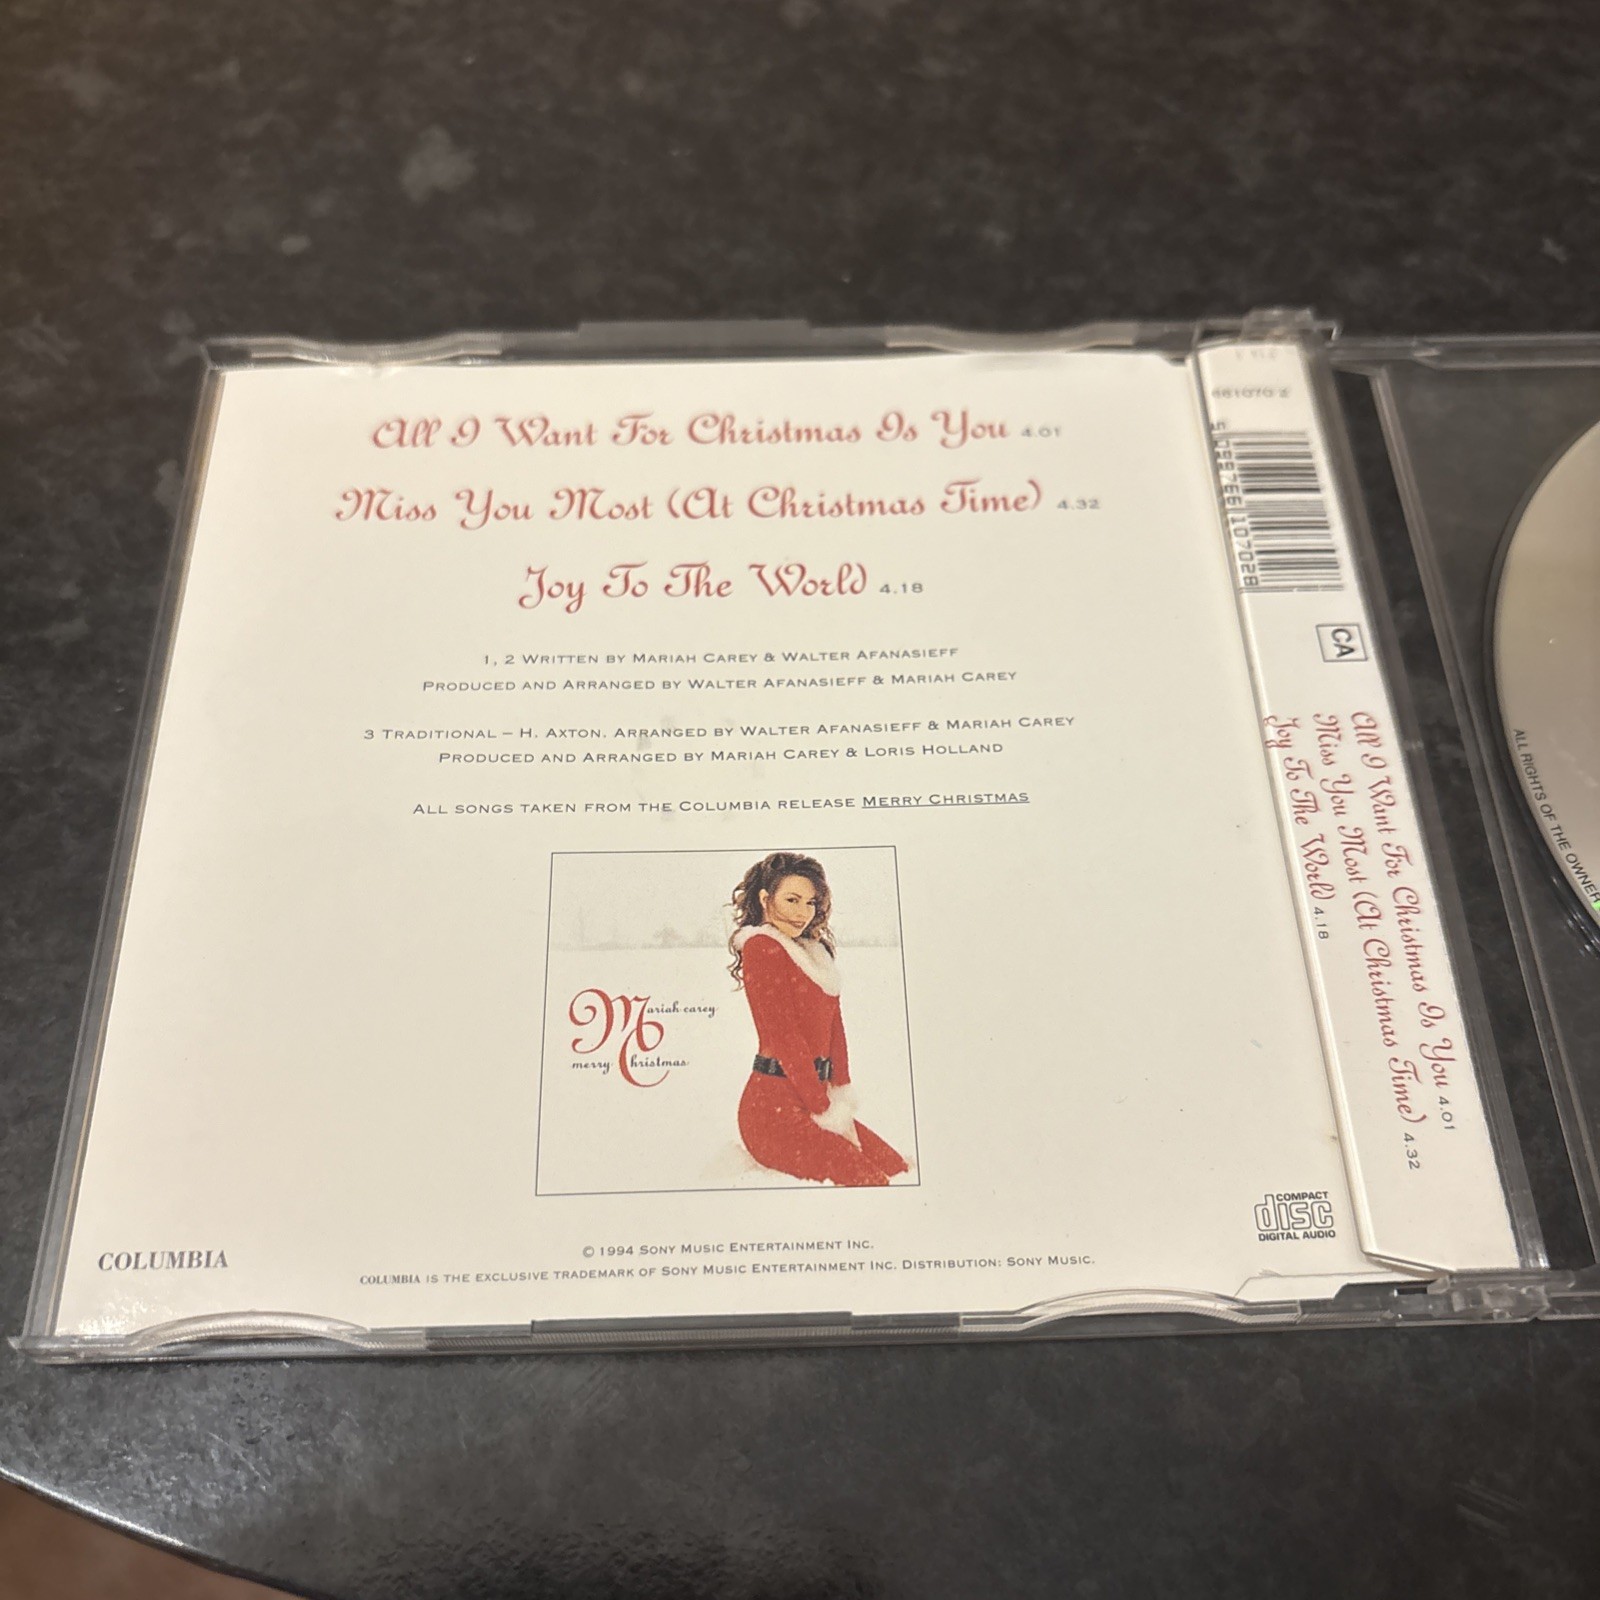 All I Want For Christmas Is You 4.01
Miss You Most (At Christmas Time) 4.32
Joy To The World 4.18
1, 2 WRITTEN BY MARIAH CAREY & WALTER AFANASIEFF
PRODUCED AND ARRANGED BY WALTER AFANASIEFF & MARIAH CAREY
3 TRADITIONAL – H. AXTON. ARRANGED BY WALTER AFANASIEFF & MARIAH CAREY
PRODUCED AND ARRANGED BY MARIAH CAREY & LORIS HOLLAND
ALL SONGS TAKEN FROM THE COLUMBIA RELEASE MERRY CHRISTMAS
Mariah carey
merry Christmas
COLUMBIA
© 1994 SONY MUSIC ENTERTAINMENT INC.
COLUMBIA IS THE EXCLUSIVE TRADEMARK OF SONY MUSIC ENTERTAINMENT INC. DISTRIBUTION: SONY MUSIC.
COMPACT
disc
DIGITAL AUDIO
661070 2
5 099766 107028
CA
All I Want For Christmas Is You 4.01
Miss You Most (At Christmas Time) 4.32
Joy To The World 4.18
ALL RIGHTS OF THE OWNER